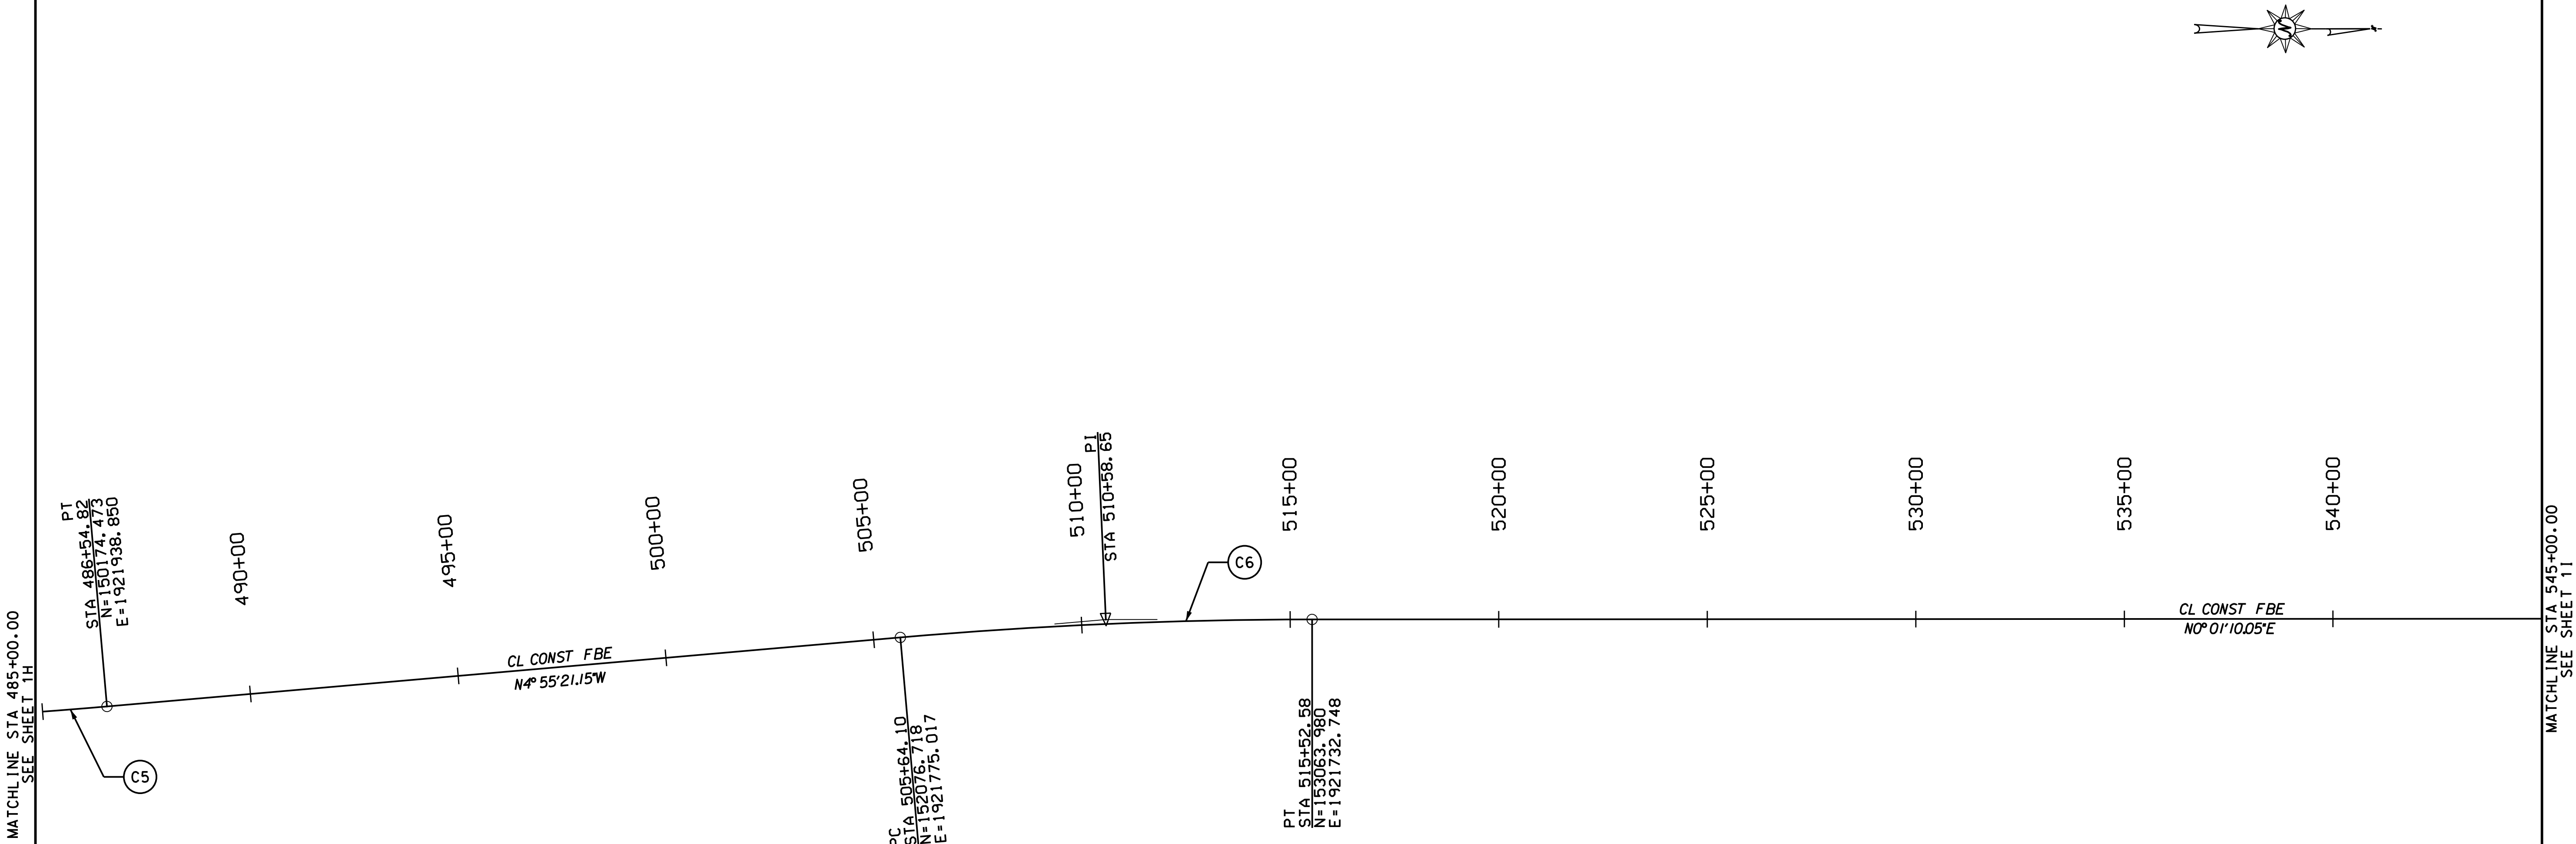 MATCHLINE STA 485+00.00
SEE SHEET 1H
PT
STA 486+54.82
N=150174.473
E=1921938.850
C5
490+00
495+00
CL CONST FBE
N4°55'21.15"W
500+00
505+00
PC
STA 505+64.10
N=152076.718
E=1921775.017
510+00
PI
STA 510+58.65
C6
515+00
PT
STA 515+52.58
N=153063.980
E=1921732.748
520+00
525+00
530+00
535+00
CL CONST FBE
N0°01'10.05"E
540+00
MATCHLINE STA 545+00.00
SEE SHEET 1I
N